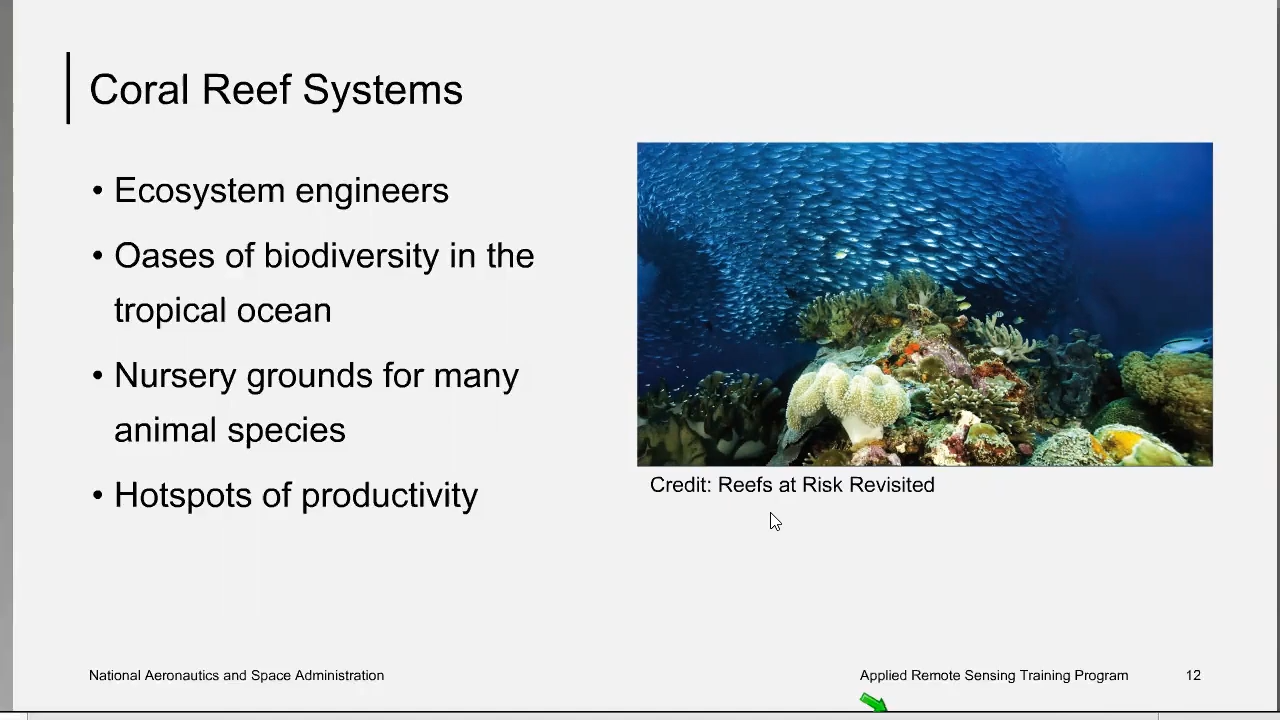 Coral Reef Systems
• Ecosystem engineers
• Oases of biodiversity in the
tropical ocean
• Nursery grounds for many
animal species
• Hotspots of productivity
Credit: Reefs at Risk Revisited
National Aeronautics and Space Administration
Applied Remote Sensing Training Program
12